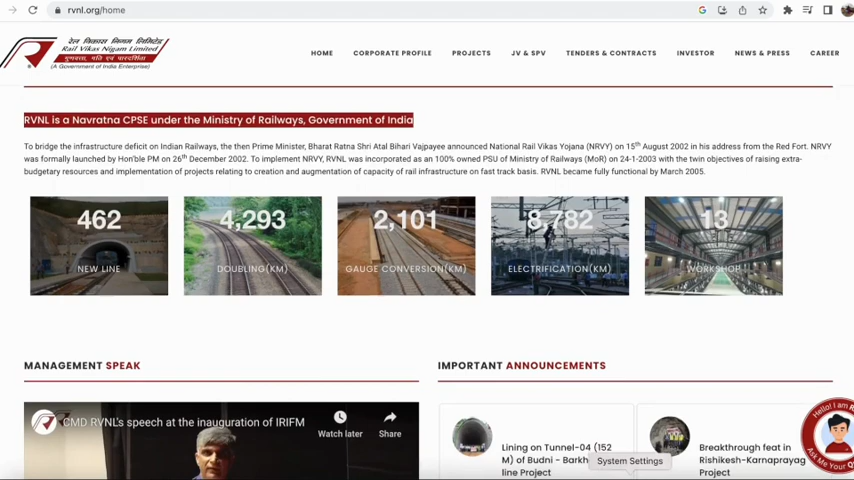 rvnl.org/home
रेल विकास निगम लिमिटेड
Rail Vikas Nigam Limited
गुणवत्ता, गति एवं पारदर्शिता
(A Government of India Enterprise)
HOME CORPORATE PROFILE PROJECTS JV & SPV TENDERS & CONTRACTS INVESTOR NEWS & PRESS CAREER
RVNL is a Navratna CPSE under the Ministry of Railways, Government of India
To bridge the infrastructure deficit on Indian Railways, the then Prime Minister, Bharat Ratna Shri Atal Bihari Vajpayee announced National Rail Vikas Yojana (NRVY) on 15th August 2002 in his address from the Red Fort. NRVY
was formally launched by Hon'ble PM on 26th December 2002. To implement NRVY, RVNL was incorporated as an 100% owned PSU of Ministry of Railways (MoR) on 24-1-2003 with the twin objectives of raising extra-
budgetary resources and implementation of projects relating to creation and augmentation of capacity of rail infrastructure on fast track basis. RVNL became fully functional by March 2005.
462 4,293 2,101 8,782 13
NEW LINE DOUBLING(KM) GAUGE CONVERSION(KM) ELECTRIFICATION(KM) WORKSHOP
MANAGEMENT SPEAK
IMPORTANT ANNOUNCEMENTS
CMD RVNL's speech at the inauguration of IRIFM
Watch later Share
Lining on Tunnel-04 (152
M) of Budni - Barkh
line Project
Breakthrough feat in
Rishikesh-Karnaprayag
Project
System Settings
Hello! I am R
Ask Me Your Q